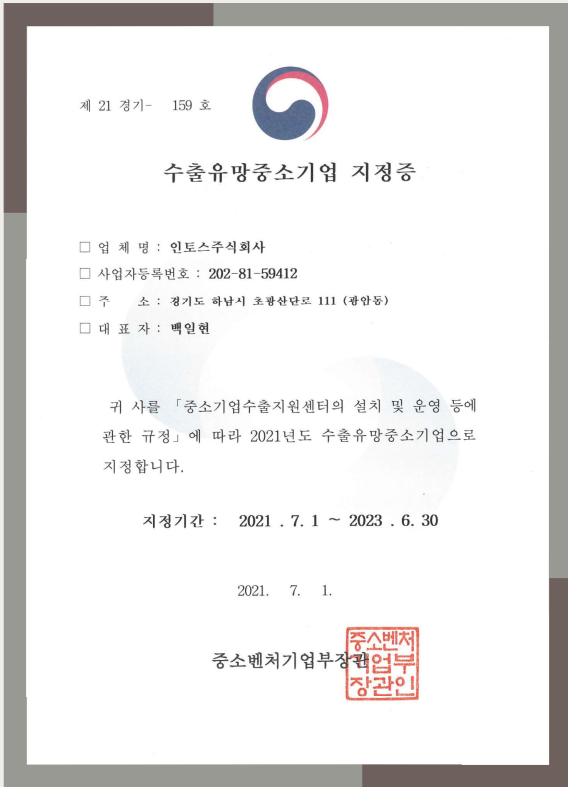 제 21 경기- 159 호
수출유망중소기업 지정증
□ 업 체 명 : 인토스주식회사
□ 사업자등록번호 : 202-81-59412
□ 주 소 : 경기도 하남시 초광산단로 111 (광암동)
□ 대 표 자 : 백일현
귀 사를 「중소기업수출지원센터의 설치 및 운영 등에
관한 규정」에 따라 2021년도 수출유망중소기업으로
지정합니다.
지정기간 : 2021 . 7. 1 ~ 2023 . 6. 30
2021. 7. 1.
중소벤처기업부장관
중소벤처
기업부
장관인